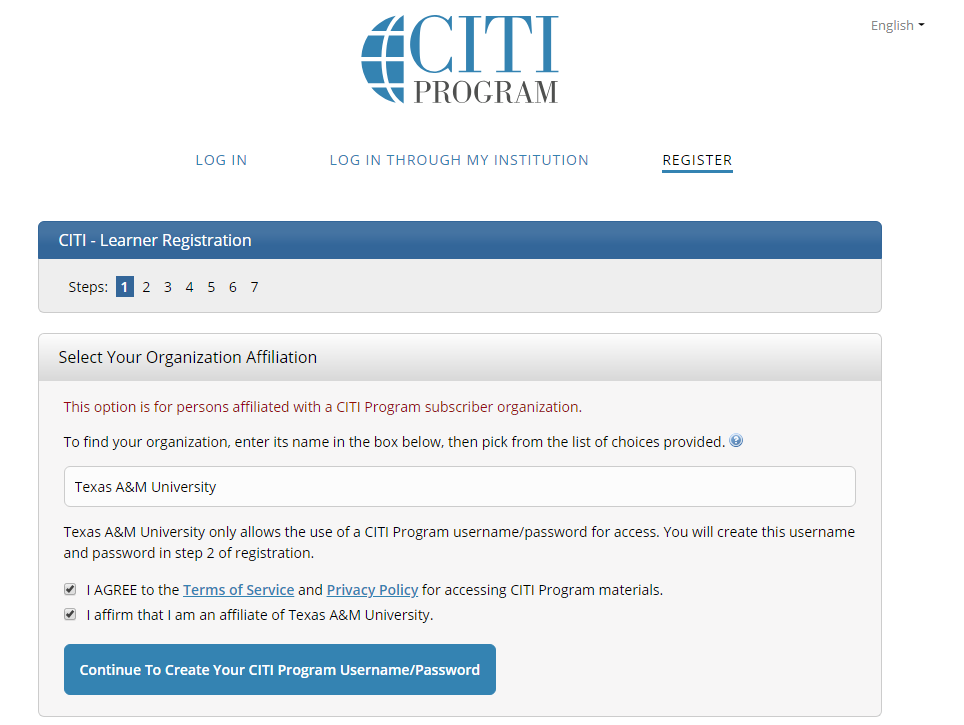 English
CITI
PROGRAM
LOG IN
LOG IN THROUGH MY INSTITUTION
REGISTER
CITI - Learner Registration
Steps: 1 2 3 4 5 6 7
Select Your Organization Affiliation
This option is for persons affiliated with a CITI Program subscriber organization.
To find your organization, enter its name in the box below, then pick from the list of choices provided. ?
Texas A&M University
Texas A&M University only allows the use of a CITI Program username/password for access. You will create this username
and password in step 2 of registration.
I AGREE to the Terms of Service and Privacy Policy for accessing CITI Program materials.
I affirm that I am an affiliate of Texas A&M University.
Continue To Create Your CITI Program Username/Password